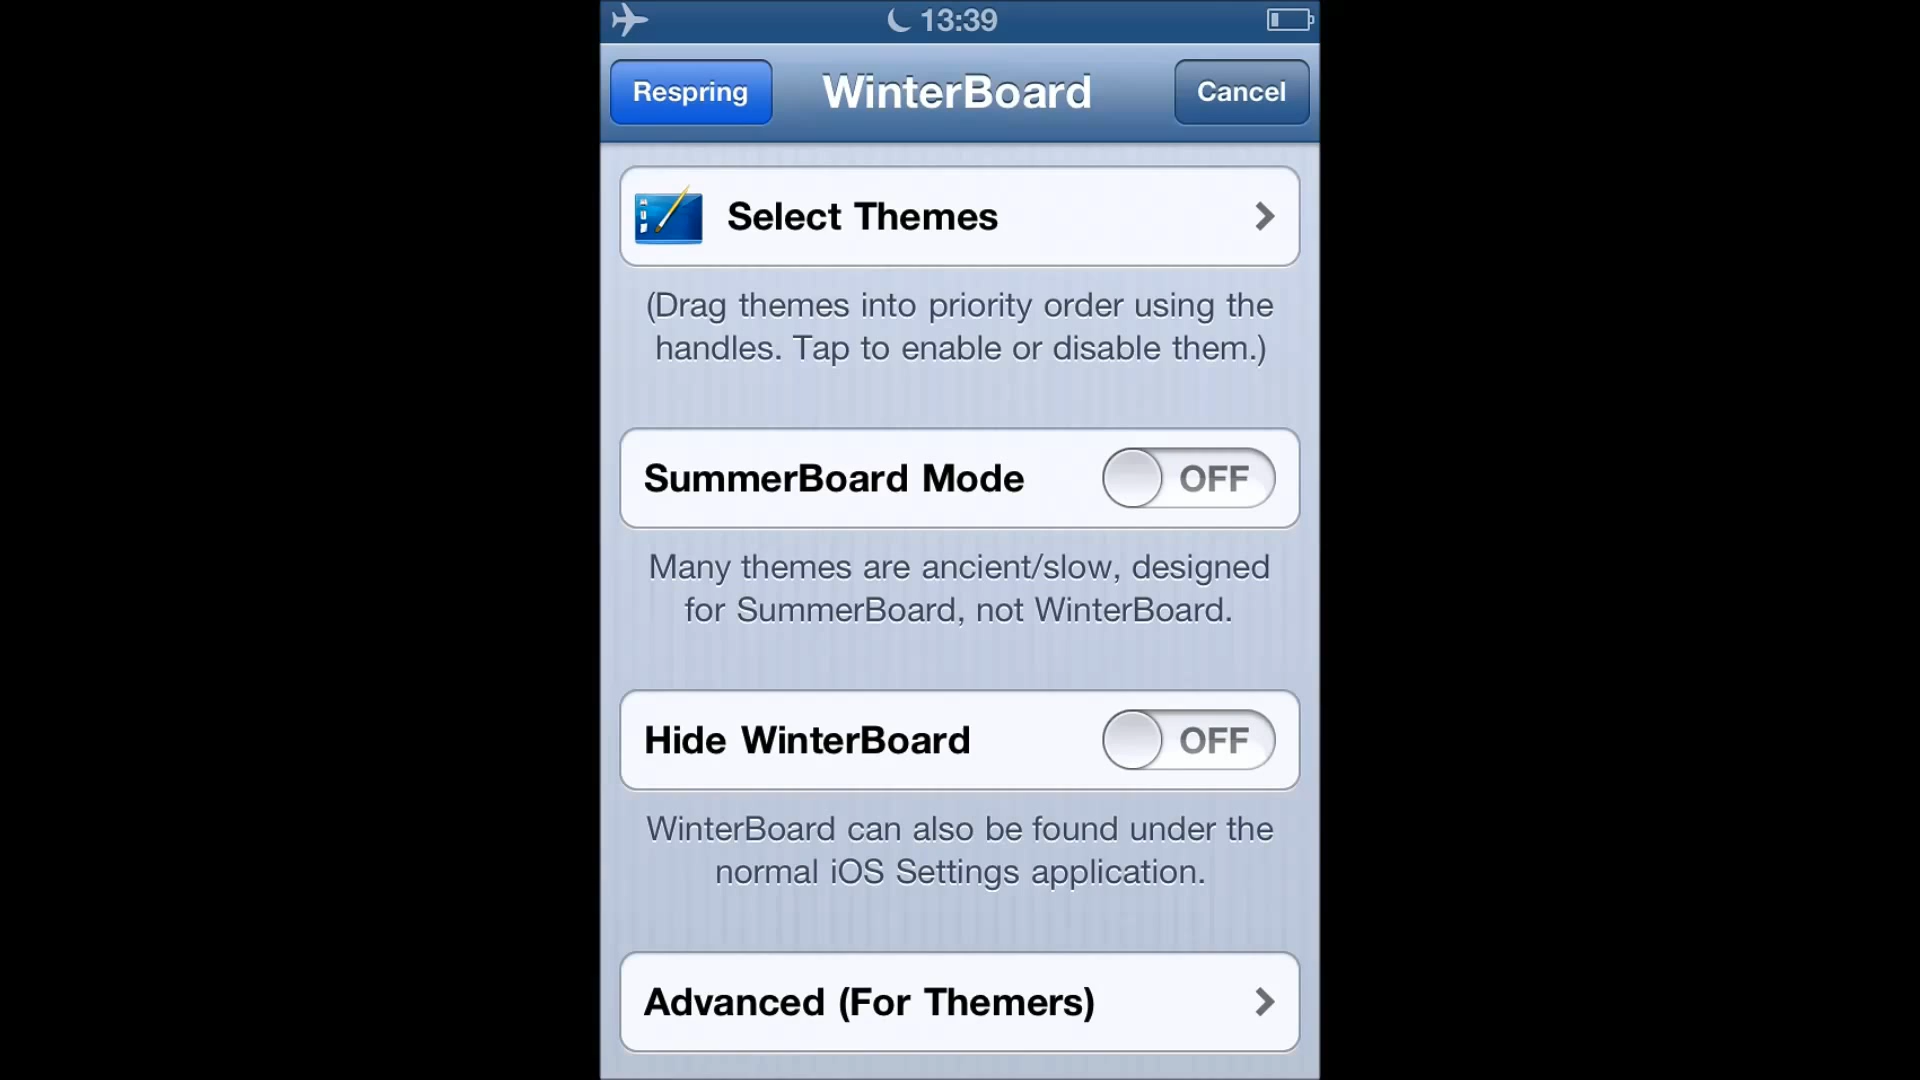 13:39
Respring
WinterBoard
Cancel
Select Themes
(Drag themes into priority order using the
handles. Tap to enable or disable them.)
SummerBoard Mode
OFF
Many themes are ancient/slow, designed
for SummerBoard, not WinterBoard.
Hide WinterBoard
OFF
WinterBoard can also be found under the
normal iOS Settings application.
Advanced (For Themers)